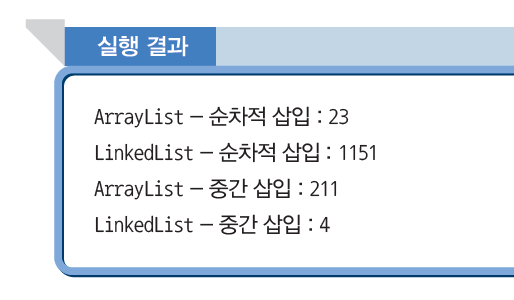 실행 결과
ArrayList – 순차적 삽입 : 23
LinkedList – 순차적 삽입 : 1151
ArrayList – 중간 삽입 : 211
LinkedList – 중간 삽입 : 4